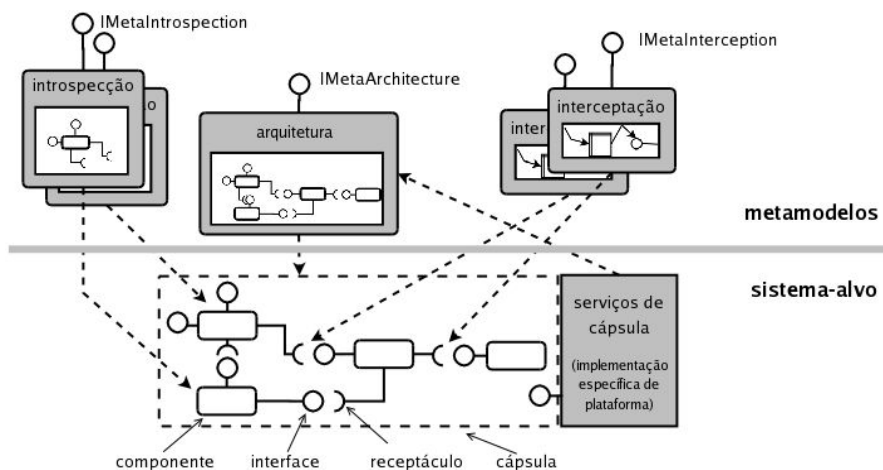 IMetaIntrospection
IMetaInterception
IMetaArchitecture
introspecção
o
arquitetura
inter
interceptação
metamodelos
sistema-alvo
serviços de
cápsula
(implementação
específica de
plataforma)
componente
interface
receptáculo
cápsula